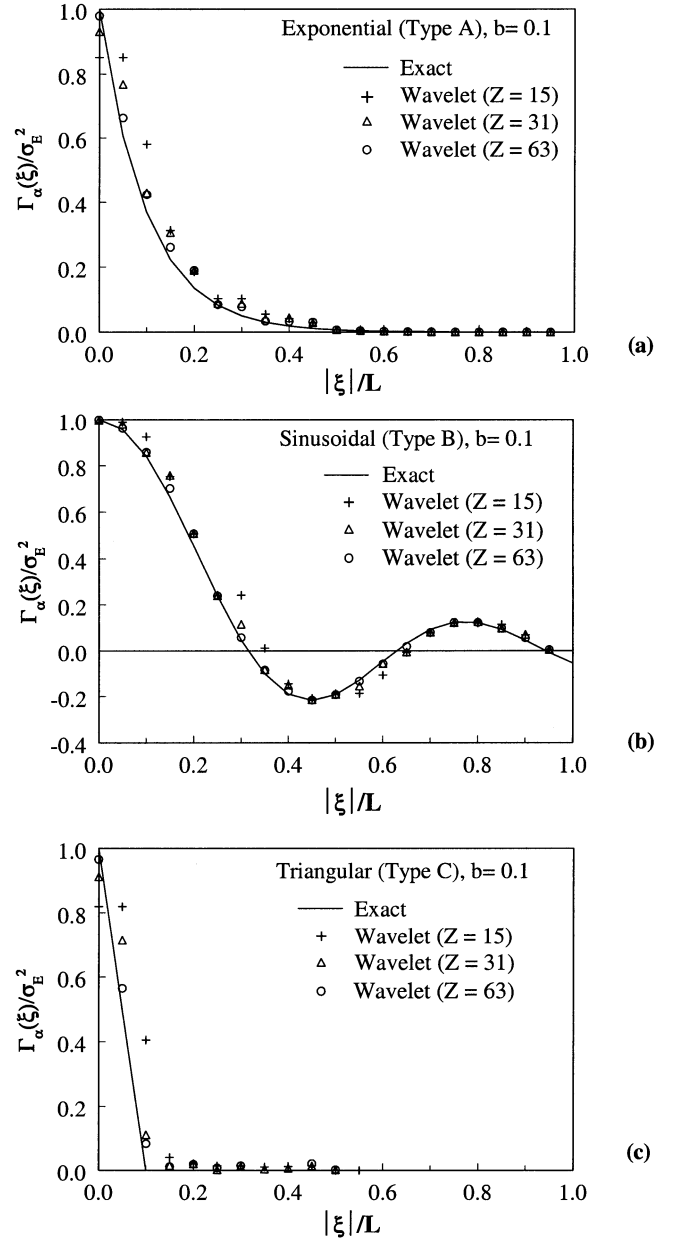 1.0
Exponential (Type A), b= 0.1
Exact
Wavelet (Z = 15)
Wavelet (Z = 31)
Wavelet (Z = 63)
0.8
0.6
0.4
0.2
0.0
Γα(ξ)/σE²
0.0 0.2 0.4 0.6 0.8 1.0
|ξ|/L
(a)
1.0
Sinusoidal (Type B), b= 0.1
Exact
Wavelet (Z = 15)
Wavelet (Z = 31)
Wavelet (Z = 63)
0.8
0.6
0.4
0.2
0.0
-0.2
-0.4
Γα(ξ)/σE²
0.0 0.2 0.4 0.6 0.8 1.0
|ξ|/L
(b)
1.0
Triangular (Type C), b= 0.1
Exact
Wavelet (Z = 15)
Wavelet (Z = 31)
Wavelet (Z = 63)
0.8
0.6
0.4
0.2
0.0
Γα(ξ)/σE²
0.0 0.2 0.4 0.6 0.8 1.0
|ξ|/L
(c)